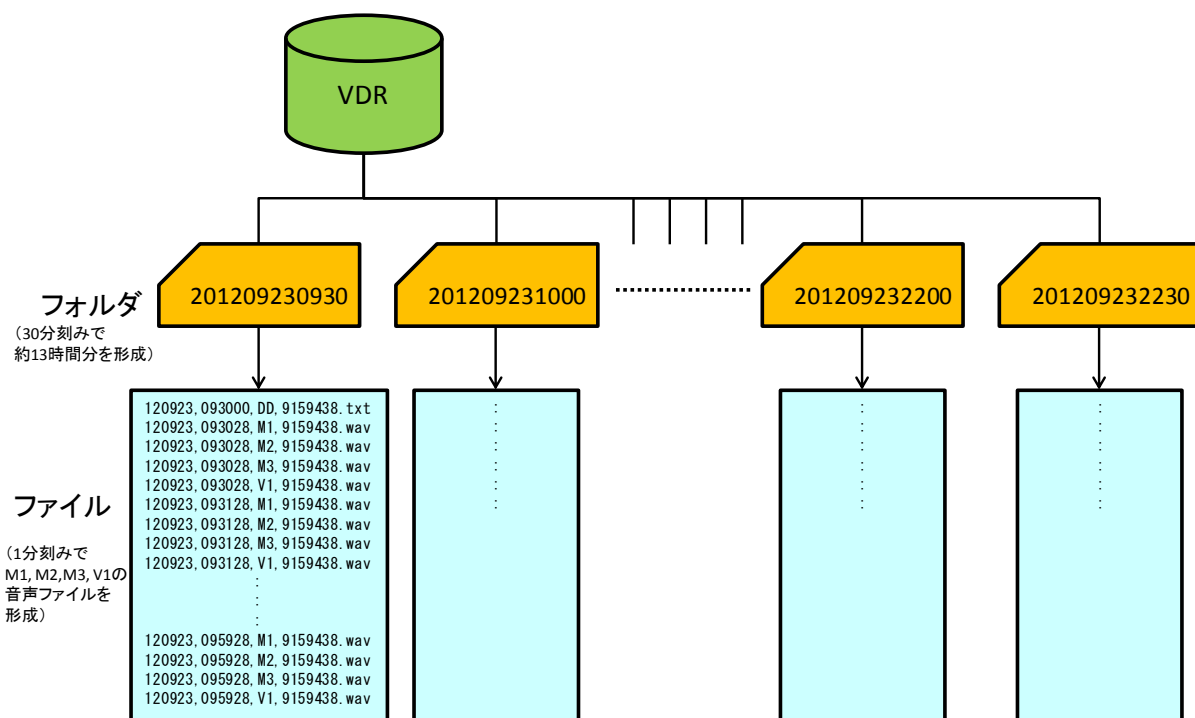 VDR
フォルダ
（30分刻みで
約13時間分を形成）
201209230930
201209231000
201209232200
201209232230
ファイル
（1分刻みで
M1, M2,M3, V1の
音声ファイルを
形成）
120923,093000,DD,9159438.txt
120923,093028,M1,9159438.wav
120923,093028,M2,9159438.wav
120923,093028,M3,9159438.wav
120923,093028,V1,9159438.wav
120923,093128,M1,9159438.wav
120923,093128,M2,9159438.wav
120923,093128,M3,9159438.wav
120923,093128,V1,9159438.wav
120923,095928,M1,9159438.wav
120923,095928,M2,9159438.wav
120923,095928,M3,9159438.wav
120923,095928,V1,9159438.wav